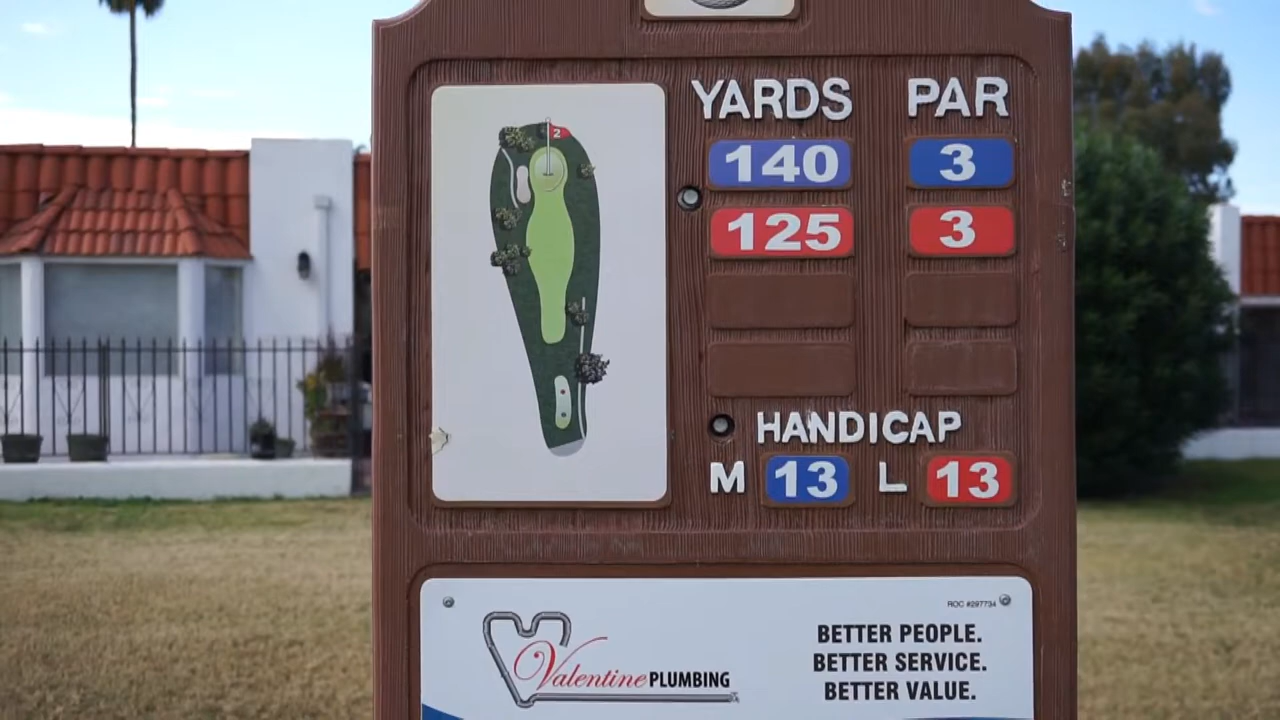 YARDS PAR
2
140 3
125 3
HANDICAP
M 13 L 13
ROC #297734
BETTER PEOPLE.
BETTER SERVICE.
BETTER VALUE.
Valentine PLUMBING